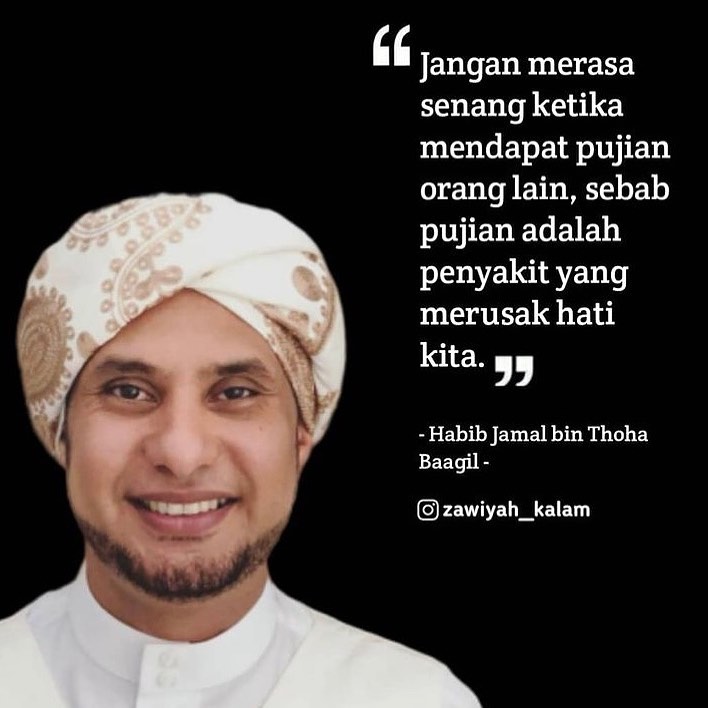 “
Jangan merasa
senang ketika
mendapat pujian
orang lain, sebab
pujian adalah
penyakit yang
merusak hati
kita. ”
- Habib Jamal bin Thoha
Baagil -
zawiyah_kalam